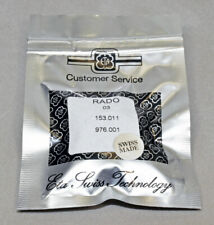 Customer Service
RADO
03
153.011
976.001
SWISS
MADE
Eta Swiss Technology